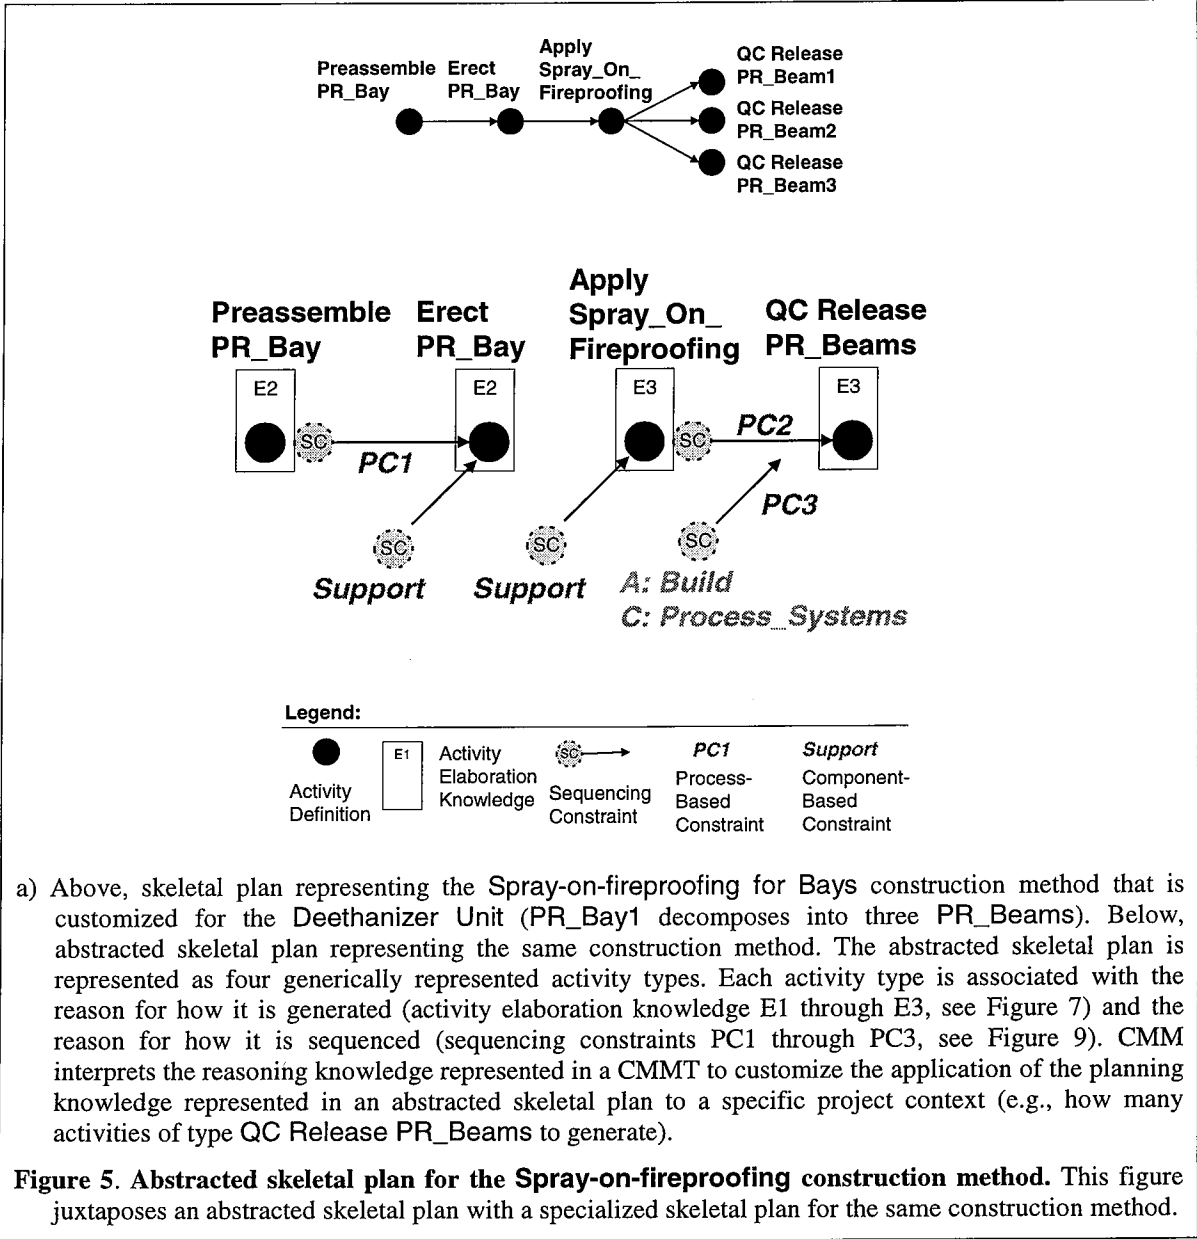 Preassemble PR_Bay
Erect PR_Bay
Apply Spray_On_ Fireproofing
QC Release PR_Beam1
QC Release PR_Beam2
QC Release PR_Beam3
Preassemble PR_Bay
Erect PR_Bay
Apply Spray_On_ Fireproofing
QC Release PR_Beams
E2
E2
E3
E3
SC
PC1
SC
PC2
PC3
SC
SC
SC
Support
Support
A: Build
C: Process_Systems
Legend:
Activity Definition
E1
Activity Elaboration Knowledge
SC
Sequencing Constraint
PC1
Process-Based Constraint
Support
Component-Based Constraint
a) Above, skeletal plan representing the Spray-on-fireproofing for Bays construction method that is
customized for the Deethanizer Unit (PR_Bay1 decomposes into three PR_Beams). Below,
abstracted skeletal plan representing the same construction method. The abstracted skeletal plan is
represented as four generically represented activity types. Each activity type is associated with the
reason for how it is generated (activity elaboration knowledge E1 through E3, see Figure 7) and the
reason for how it is sequenced (sequencing constraints PC1 through PC3, see Figure 9). CMM
interprets the reasoning knowledge represented in a CMMT to customize the application of the planning
knowledge represented in an abstracted skeletal plan to a specific project context (e.g., how many
activities of type QC Release PR_Beams to generate).
Figure 5. Abstracted skeletal plan for the Spray-on-fireproofing construction method. This figure
juxtaposes an abstracted skeletal plan with a specialized skeletal plan for the same construction method.